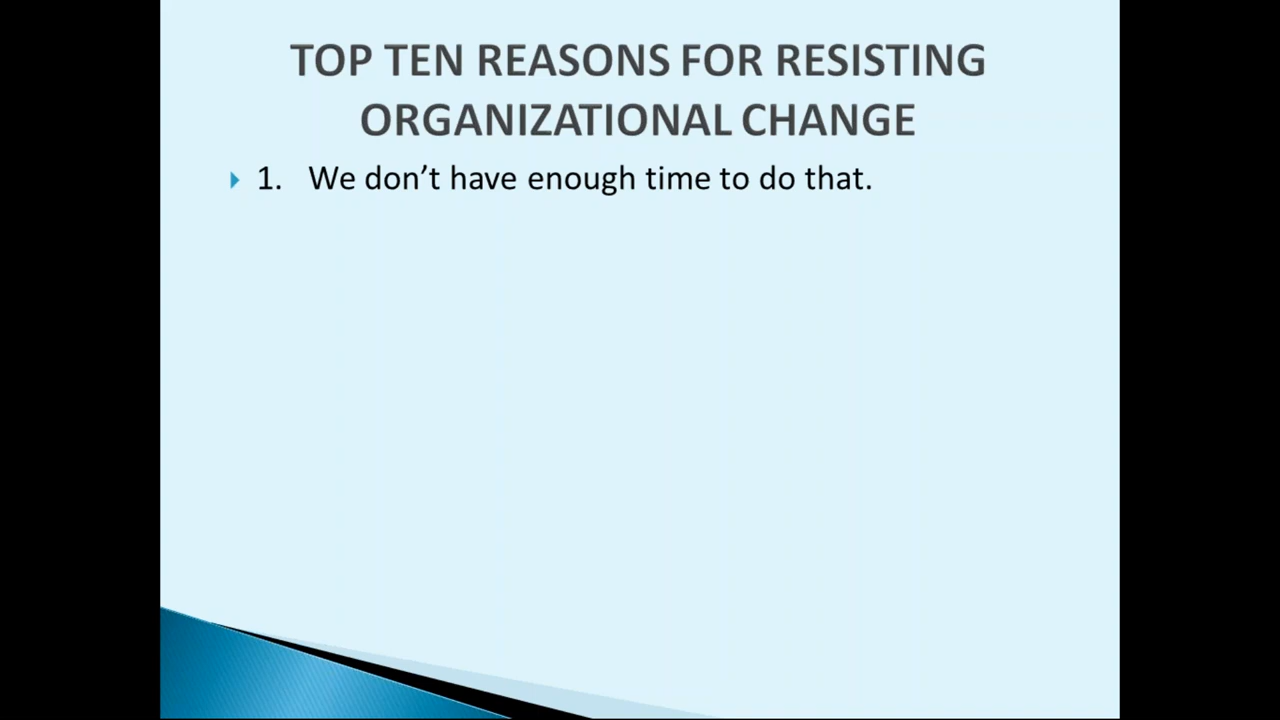 TOP TEN REASONS FOR RESISTING
ORGANIZATIONAL CHANGE
1. We don’t have enough time to do that.